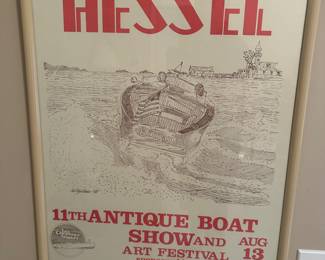 HESSEL
11TH ANTIQUE BOAT
SHOW AND AUG
ART FESTIVAL 13